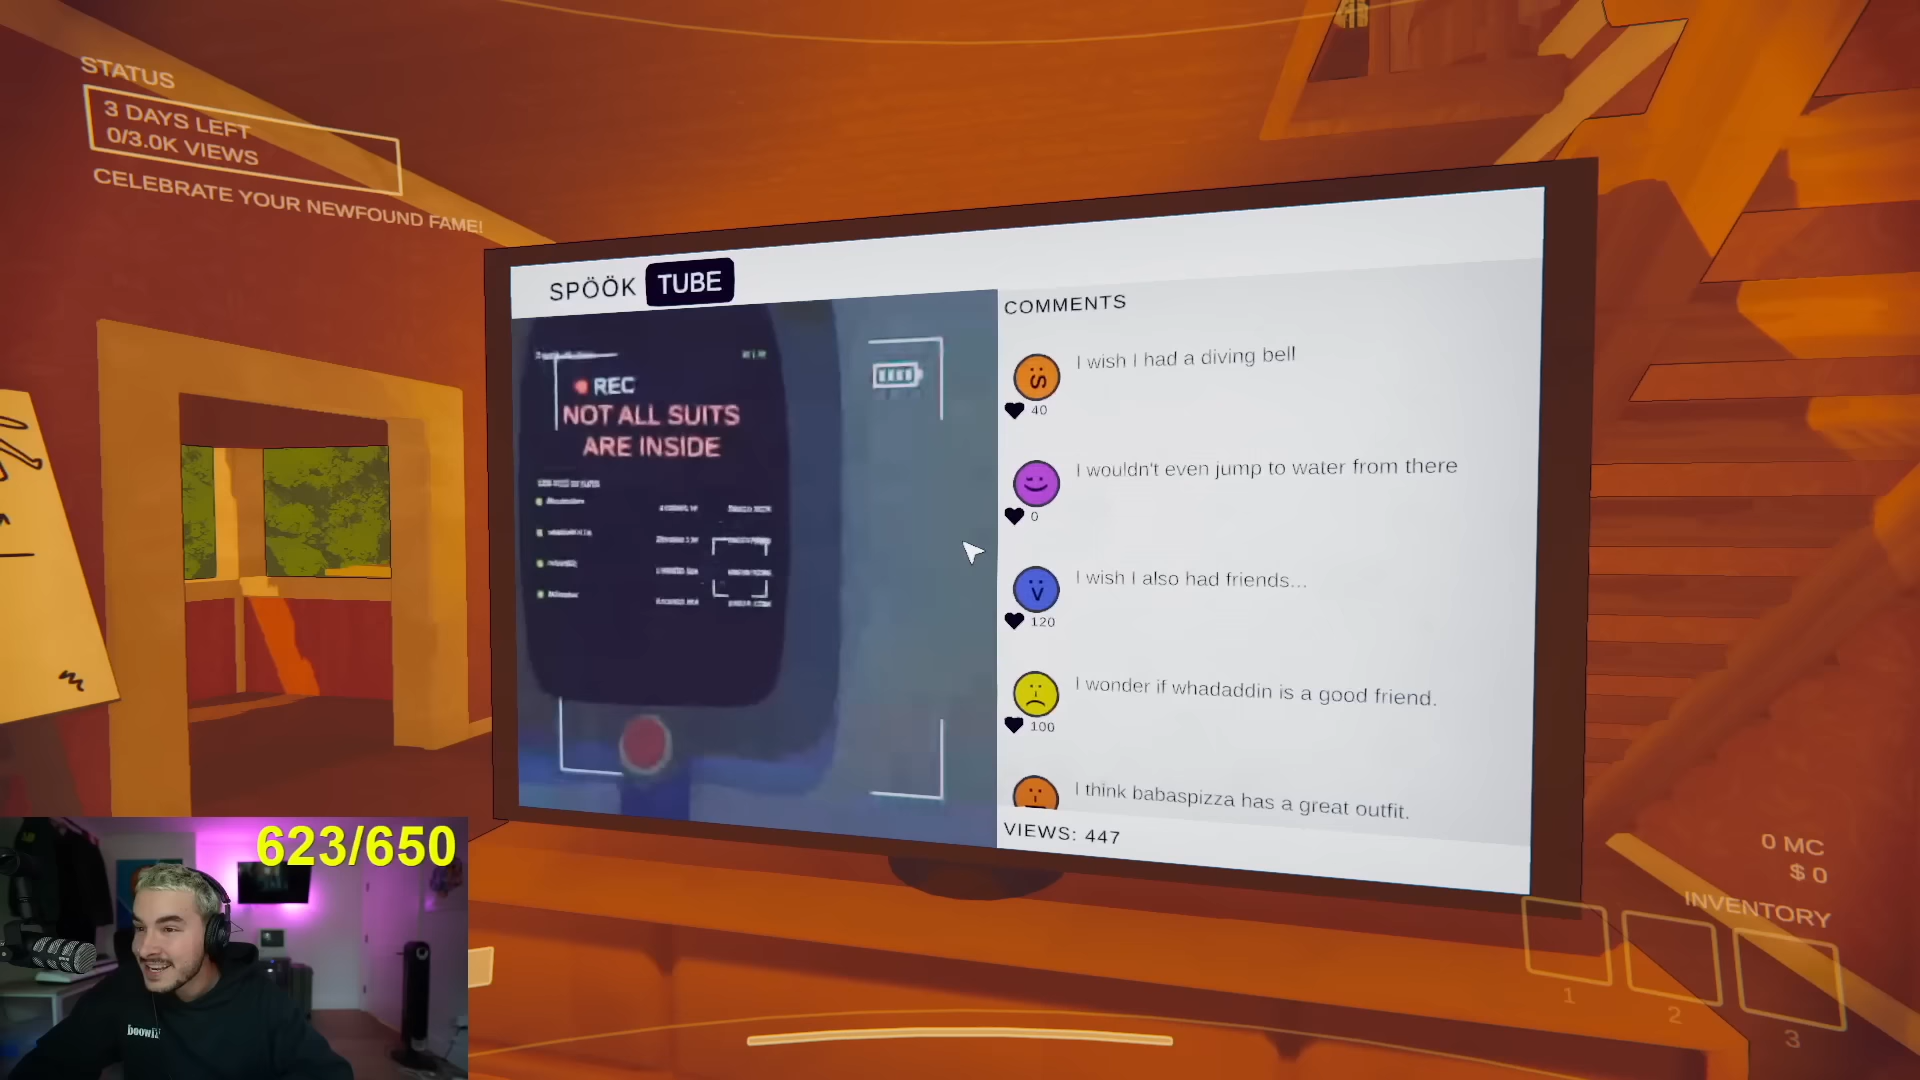 STATUS
3 DAYS LEFT
0/3.0K VIEWS
CELEBRATE YOUR NEWFOUND FAME!
SPÖÖK TUBE
REC
NOT ALL SUITS
ARE INSIDE
COMMENTS
I wish I had a diving bell
40
I wouldn't even jump to water from there
0
I wish I also had friends...
120
I wonder if whadaddin is a good friend.
100
I think babaspizza has a great outfit.
VIEWS: 447
623/650
0 MC
$ 0
INVENTORY
1
2
3